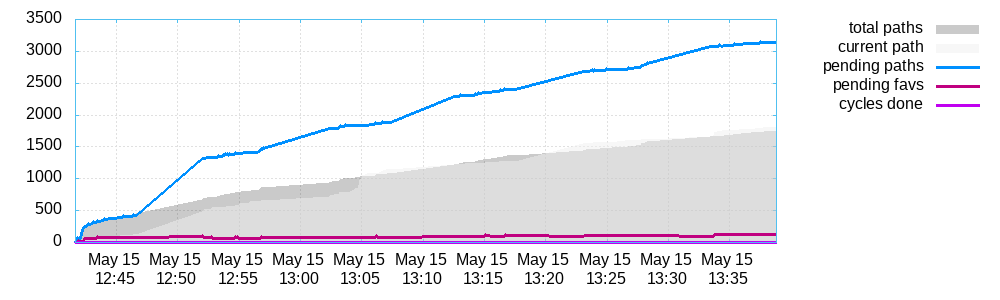 3500
3000
2500
2000
1500
1000
500
0
May 15 May 15 May 15 May 15 May 15 May 15 May 15 May 15 May 15 May 15 May 15
12:45 12:50 12:55 13:00 13:05 13:10 13:15 13:20 13:25 13:30 13:35
total paths
current path
pending paths
pending favs
cycles done